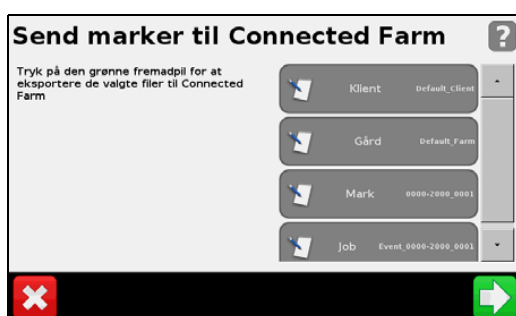 Send marker til Connected Farm
?
Tryk på den grønne fremadpil for at
eksportere de valgte filer til Connected
Farm
Klient Default_Client
Gård Default_Farm
Mark 0000-2000_0001
Job Event_0000-2000_0001